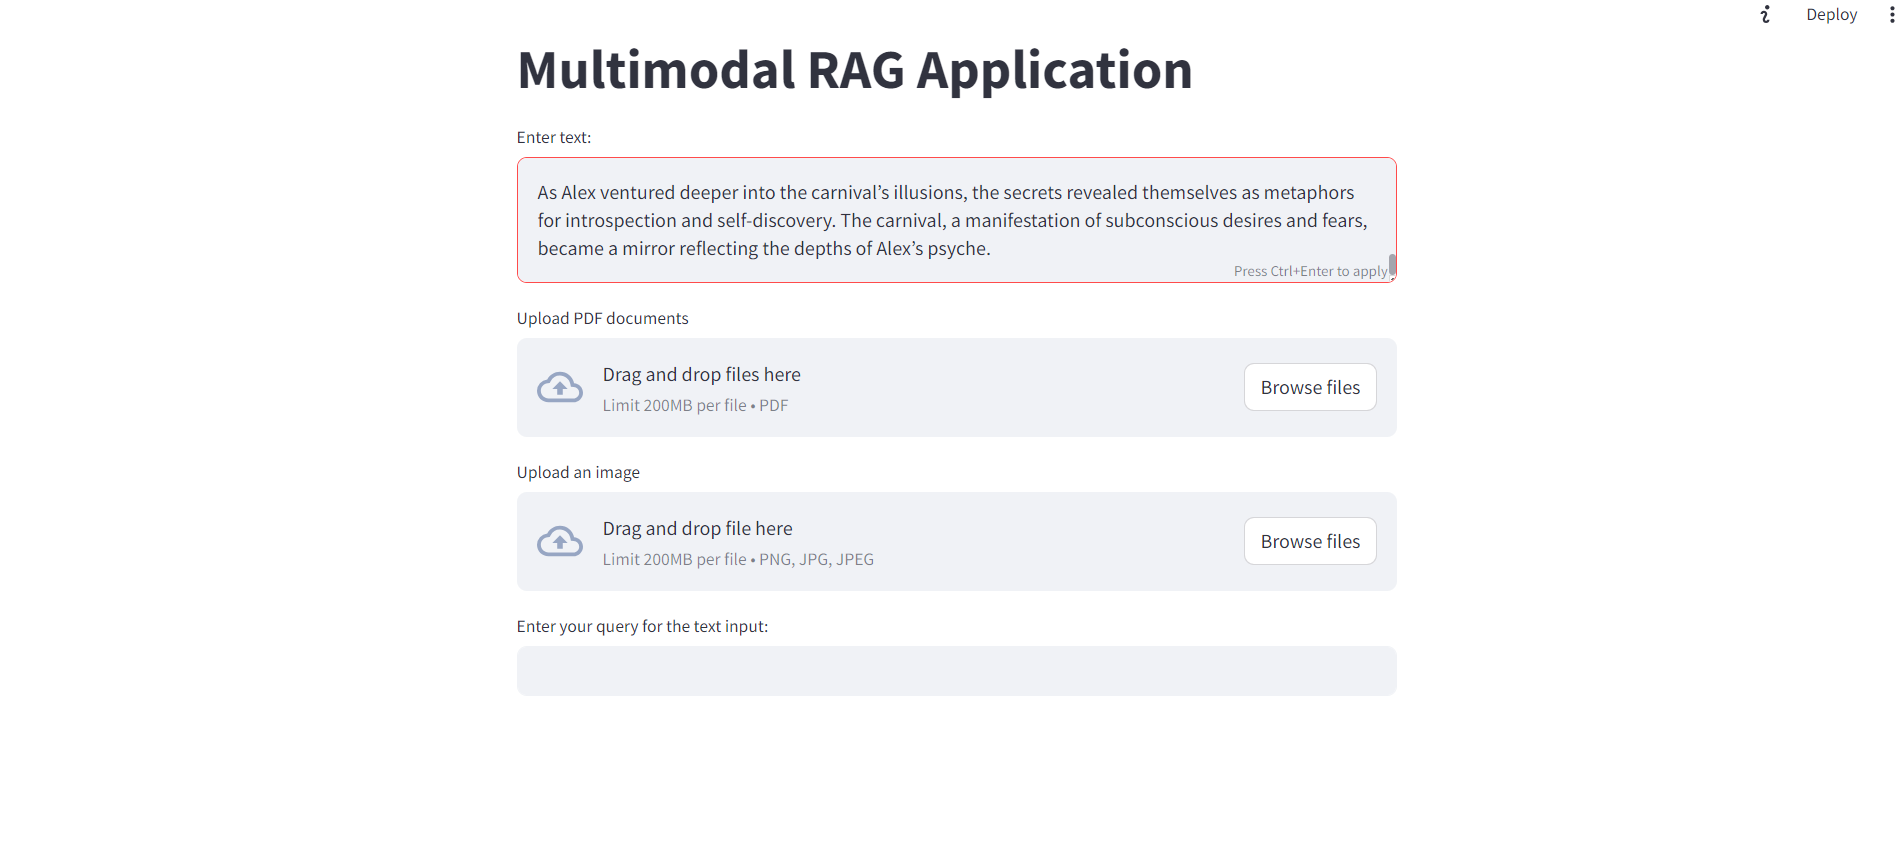 Deploy
Multimodal RAG Application
Enter text:
As Alex ventured deeper into the carnival’s illusions, the secrets revealed themselves as metaphors
for introspection and self-discovery. The carnival, a manifestation of subconscious desires and fears,
became a mirror reflecting the depths of Alex’s psyche.
Press Ctrl+Enter to apply
Upload PDF documents
Drag and drop files here
Limit 200MB per file • PDF
Browse files
Upload an image
Drag and drop file here
Limit 200MB per file • PNG, JPG, JPEG
Browse files
Enter your query for the text input: